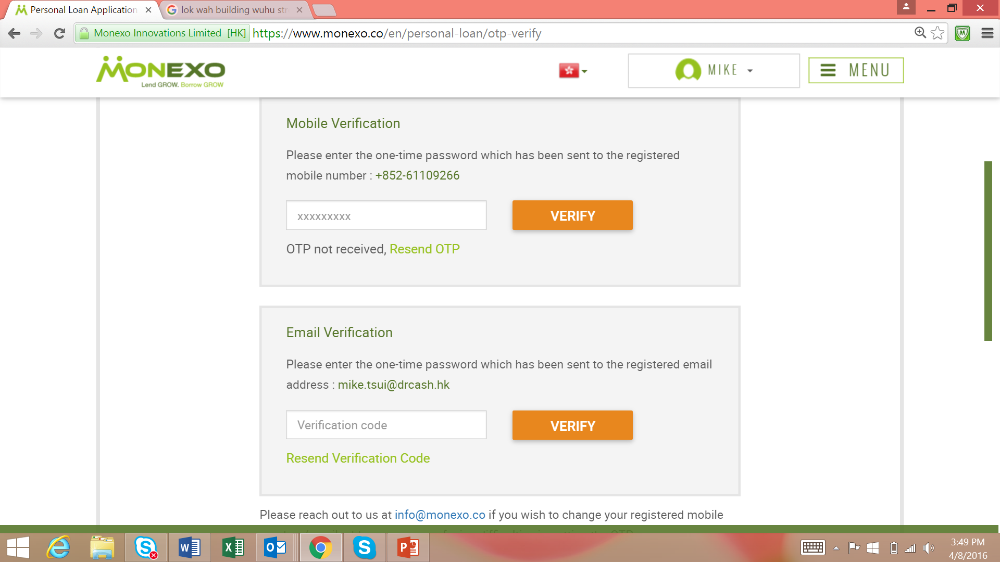 Personal Loan Application
lok wah building wuhu str
Monexo Innovations Limited [HK] https://www.monexo.co/en/personal-loan/otp-verify
MONEXO
Lend GROW. Borrow GROW
MIKE
MENU
Mobile Verification
Please enter the one-time password which has been sent to the registered
mobile number : +852-61109266
xxxxxxxxx
VERIFY
OTP not received, Resend OTP
Email Verification
Please enter the one-time password which has been sent to the registered email
address : mike.tsui@drcash.hk
Verification code
VERIFY
Resend Verification Code
Please reach out to us at info@monexo.co if you wish to change your registered mobile
3:49 PM
4/8/2016